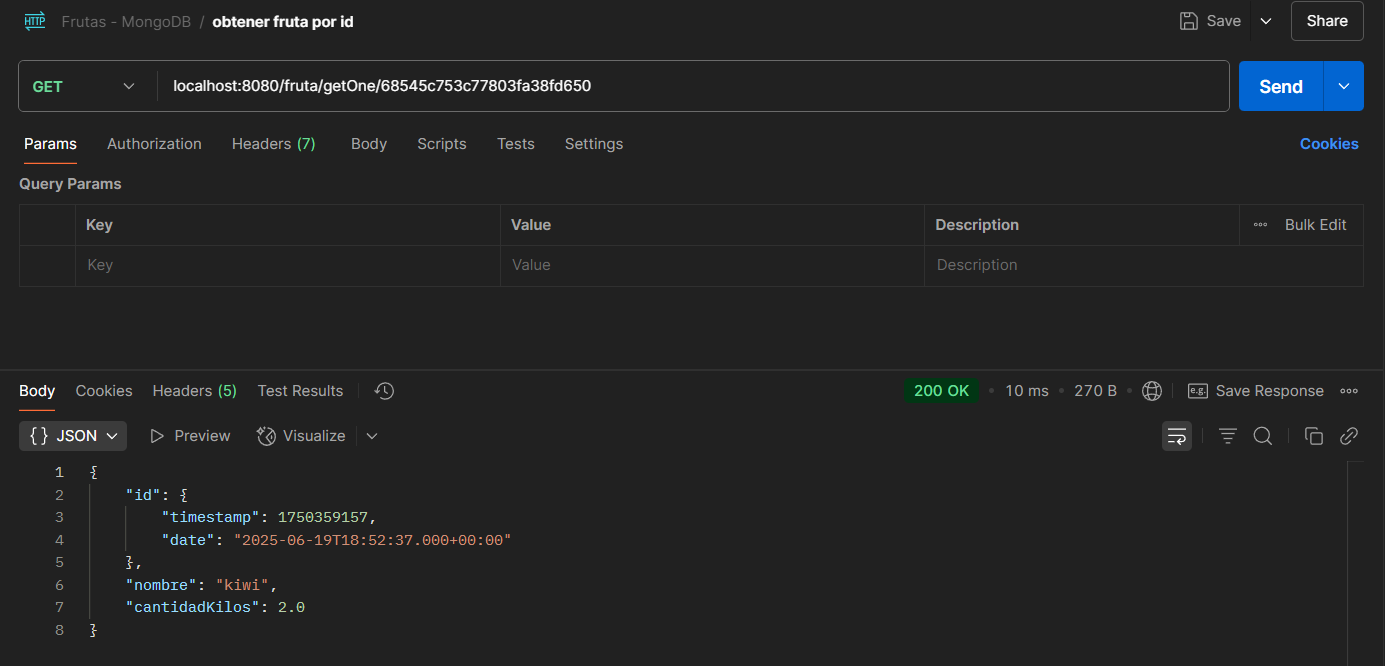 HTTP Frutas - MongoDB / obtener fruta por id Save Share
GET localhost:8080/fruta/getOne/68545c753c77803fa38fd650 Send
Params Authorization Headers (7) Body Scripts Tests Settings Cookies
Query Params
Key Value Description Bulk Edit
Key Value Description
Body Cookies Headers (5) Test Results 200 OK • 10 ms • 270 B • e.g. Save Response
{} JSON Preview Visualize
1 {
2 "id": {
3 "timestamp": 1750359157,
4 "date": "2025-06-19T18:52:37.000+00:00"
5 },
6 "nombre": "kiwi",
7 "cantidadKilos": 2.0
8 }